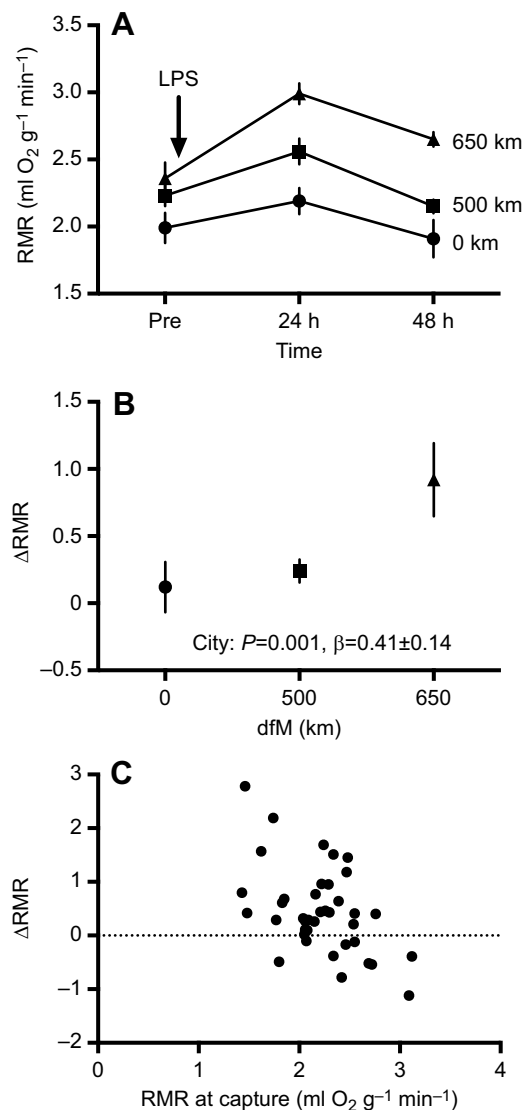 A
3.5
3.0
2.5
2.0
1.5
RMR (ml O₂ g⁻¹ min⁻¹)
LPS
650 km
500 km
0 km
Pre 24 h 48 h
Time
B
1.5
1.0
0.5
0
–0.5
ΔRMR
City: P=0.001, β=0.41±0.14
0 500 650
dfM (km)
C
3
2
1
0
–1
–2
ΔRMR
0 1 2 3 4
RMR at capture (ml O₂ g⁻¹ min⁻¹)